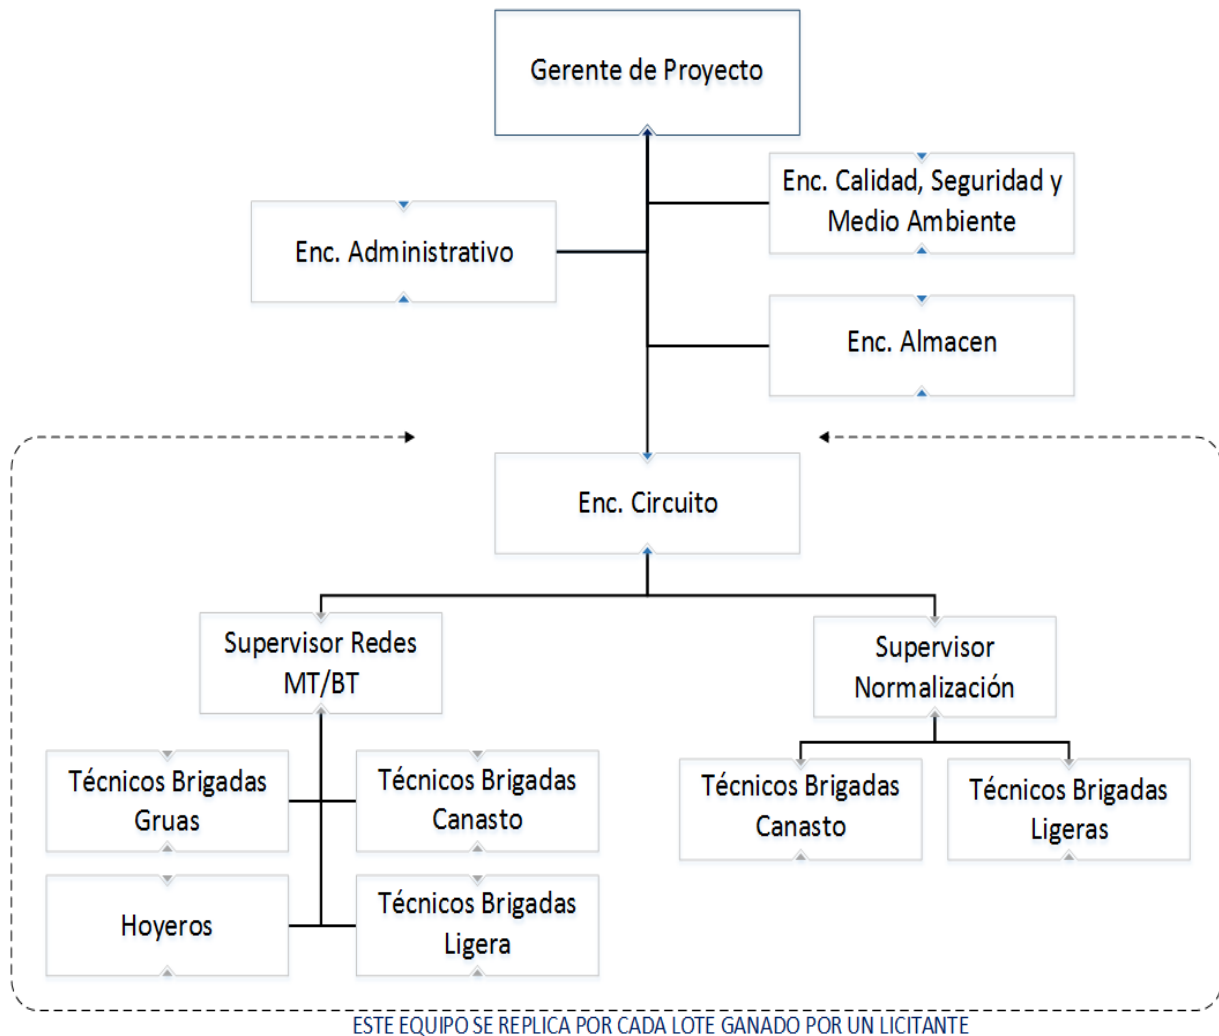 Gerente de Proyecto
Enc. Calidad, Seguridad y
Medio Ambiente
Enc. Administrativo
Enc. Almacen
Enc. Circuito
Supervisor Redes
MT/BT
Supervisor
Normalización
Técnicos Brigadas
Gruas
Técnicos Brigadas
Canasto
Técnicos Brigadas
Canasto
Técnicos Brigadas
Ligeras
Hoyeros
Técnicos Brigadas
Ligera
ESTE EQUIPO SE REPLICA POR CADA LOTE GANADO POR UN LICITANTE